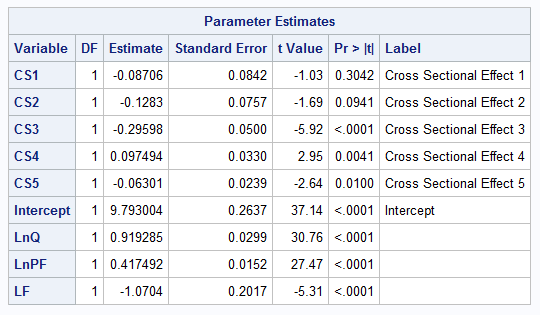 Parameter Estimates
Variable DF Estimate Standard Error t Value Pr > |t| Label
CS1 1 -0.08706 0.0842 -1.03 0.3042 Cross Sectional Effect 1
CS2 1 -0.1283 0.0757 -1.69 0.0941 Cross Sectional Effect 2
CS3 1 -0.29598 0.0500 -5.92 <.0001 Cross Sectional Effect 3
CS4 1 0.097494 0.0330 2.95 0.0041 Cross Sectional Effect 4
CS5 1 -0.06301 0.0239 -2.64 0.0100 Cross Sectional Effect 5
Intercept 1 9.793004 0.2637 37.14 <.0001 Intercept
LnQ 1 0.919285 0.0299 30.76 <.0001
LnPF 1 0.417492 0.0152 27.47 <.0001
LF 1 -1.0704 0.2017 -5.31 <.0001